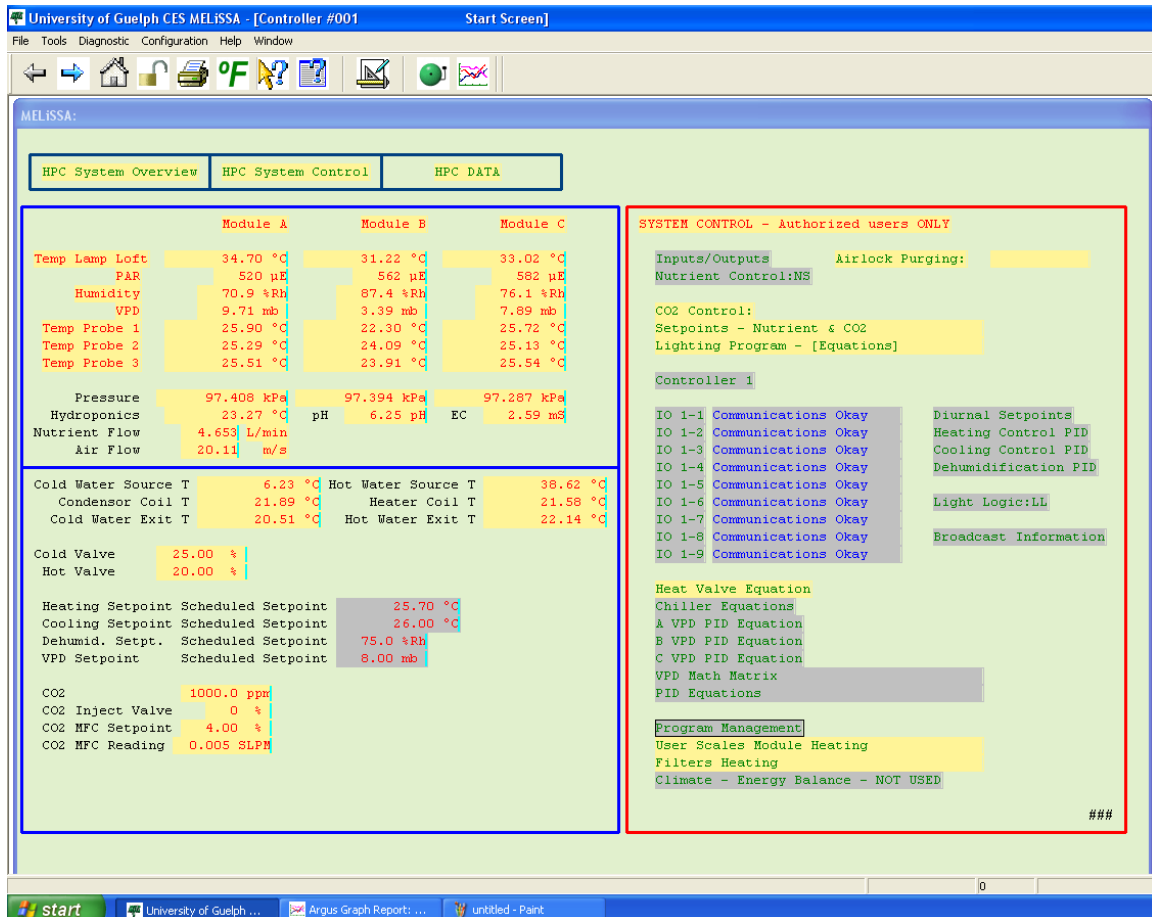 University of Guelph CES MELiSSA - [Controller #001 Start Screen]
File Tools Diagnostic Configuration Help Window
°F
MELiSSA:
HPC System Overview HPC System Control HPC DATA
Module A Module B Module C
Temp Lamp Loft 34.70 °C 31.22 °C 33.02 °C
PAR 520 µE 562 µE 582 µE
Humidity 70.9 %Rh 87.4 %Rh 76.1 %Rh
VPD 9.71 mb 3.39 mb 7.89 mb
Temp Probe 1 25.90 °C 22.30 °C 25.72 °C
Temp Probe 2 25.29 °C 24.09 °C 25.13 °C
Temp Probe 3 25.51 °C 23.91 °C 25.54 °C
Pressure 97.408 kPa 97.394 kPa 97.287 kPa
Hydroponics 23.27 °C pH 6.25 pH EC 2.59 mS
Nutrient Flow 4.653 L/min
Air Flow 20.11 m/s
Cold Water Source T 6.23 °C Hot Water Source T 38.62 °C
Condensor Coil T 21.89 °C Heater Coil T 21.58 °C
Cold Water Exit T 20.51 °C Hot Water Exit T 22.14 °C
Cold Valve 25.00 %
Hot Valve 20.00 %
Heating Setpoint Scheduled Setpoint 25.70 °C
Cooling Setpoint Scheduled Setpoint 26.00 °C
Dehumid. Setpt. Scheduled Setpoint 75.0 %Rh
VPD Setpoint Scheduled Setpoint 8.00 mb
CO2 1000.0 ppm
CO2 Inject Valve 0 %
CO2 MFC Setpoint 4.00 %
CO2 MFC Reading 0.005 SLPM
SYSTEM CONTROL - Authorized users ONLY
Inputs/Outputs Airlock Purging:
Nutrient Control:NS
CO2 Control:
Setpoints - Nutrient & CO2
Lighting Program - [Equations]
Controller 1
IO 1-1 Communications Okay Diurnal Setpoints
IO 1-2 Communications Okay Heating Control PID
IO 1-3 Communications Okay Cooling Control PID
IO 1-4 Communications Okay Dehumidification PID
IO 1-5 Communications Okay
IO 1-6 Communications Okay Light Logic:LL
IO 1-7 Communications Okay
IO 1-8 Communications Okay Broadcast Information
IO 1-9 Communications Okay
Heat Valve Equation
Chiller Equations
A VPD PID Equation
B VPD PID Equation
C VPD PID Equation
VPD Math Matrix
PID Equations
Program Management
User Scales Module Heating
Filters Heating
Climate - Energy Balance - NOT USED
###
0
start University of Guelph ... Argus Graph Report: ... untitled - Paint